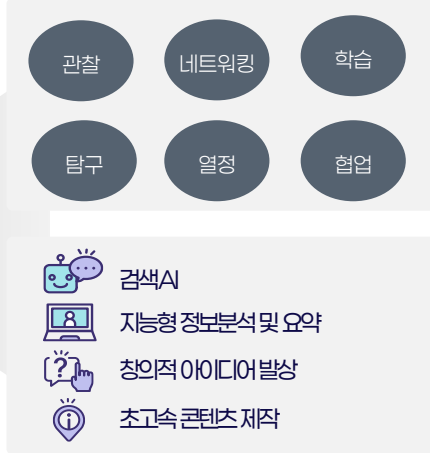 관찰 네트워킹 학습
탐구 열정 협업
검색AI
지능형 정보분석 및 요약
창의적 아이디어 발상
초고속 콘텐츠 제작